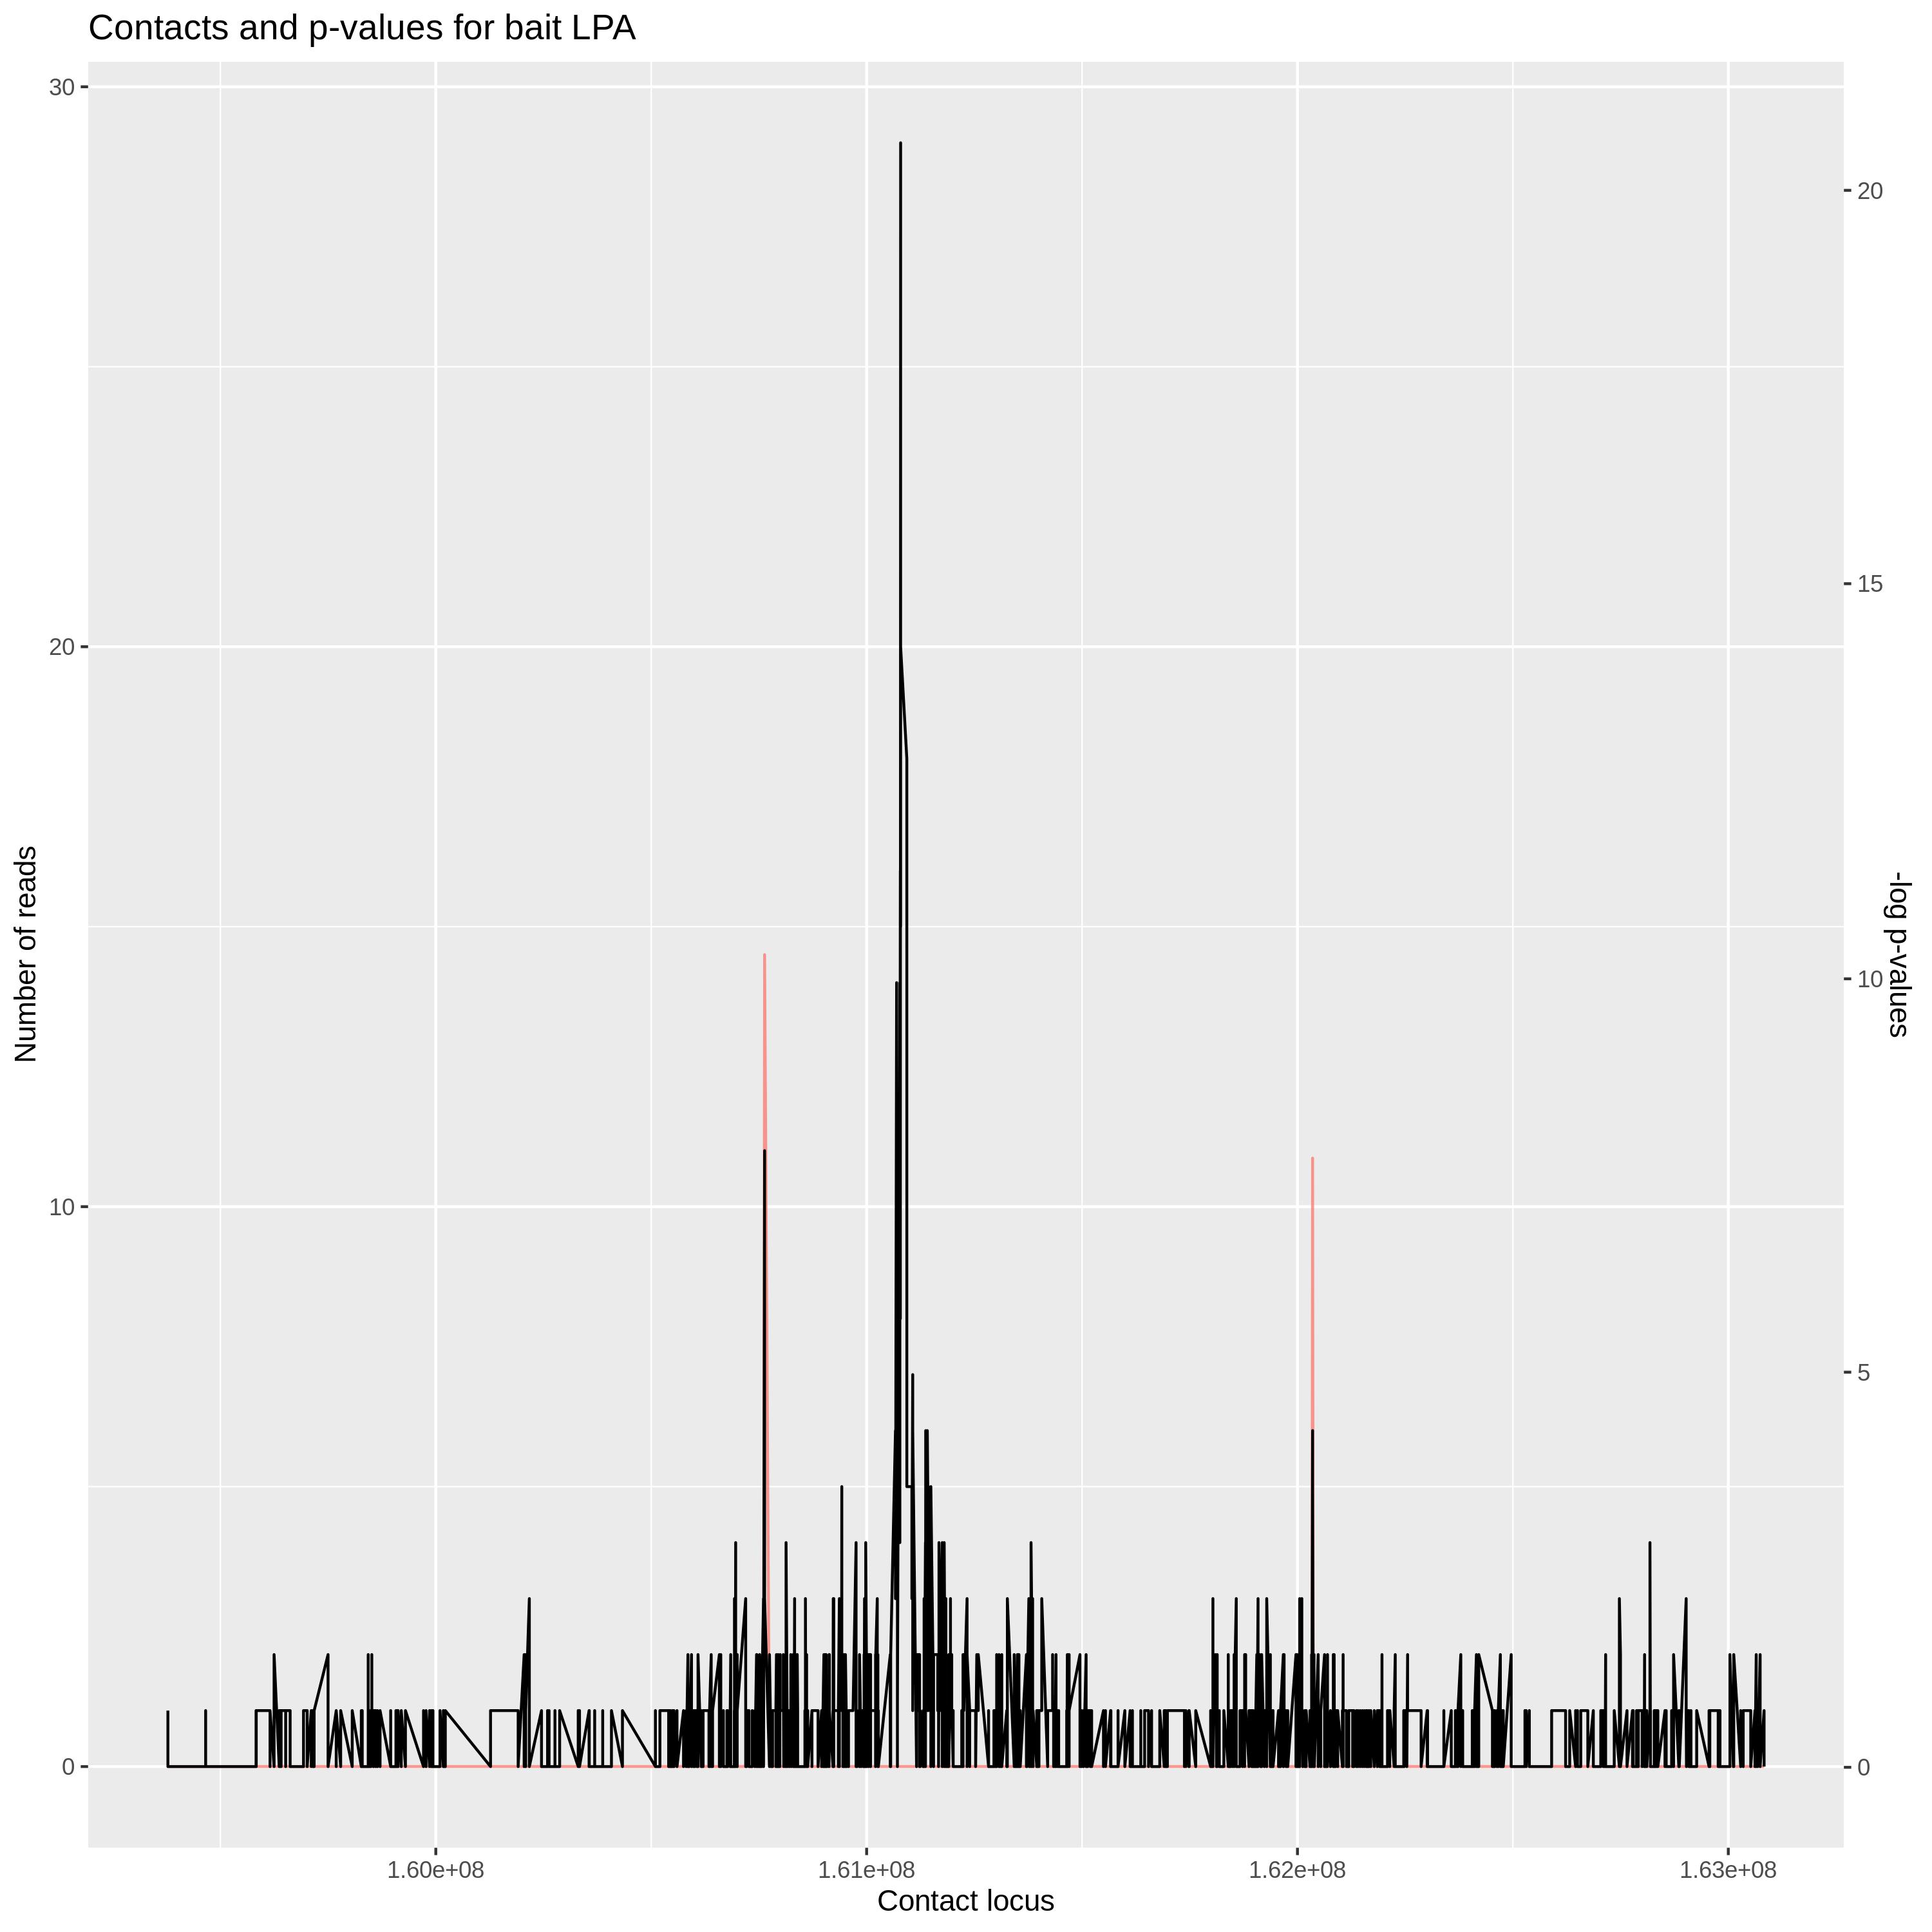 Contacts and p-values for bait LPA
30
20
10
0
Number of reads
20
15
10
5
0
-log p-values
1.60e+08
1.61e+08
1.62e+08
1.63e+08
Contact locus